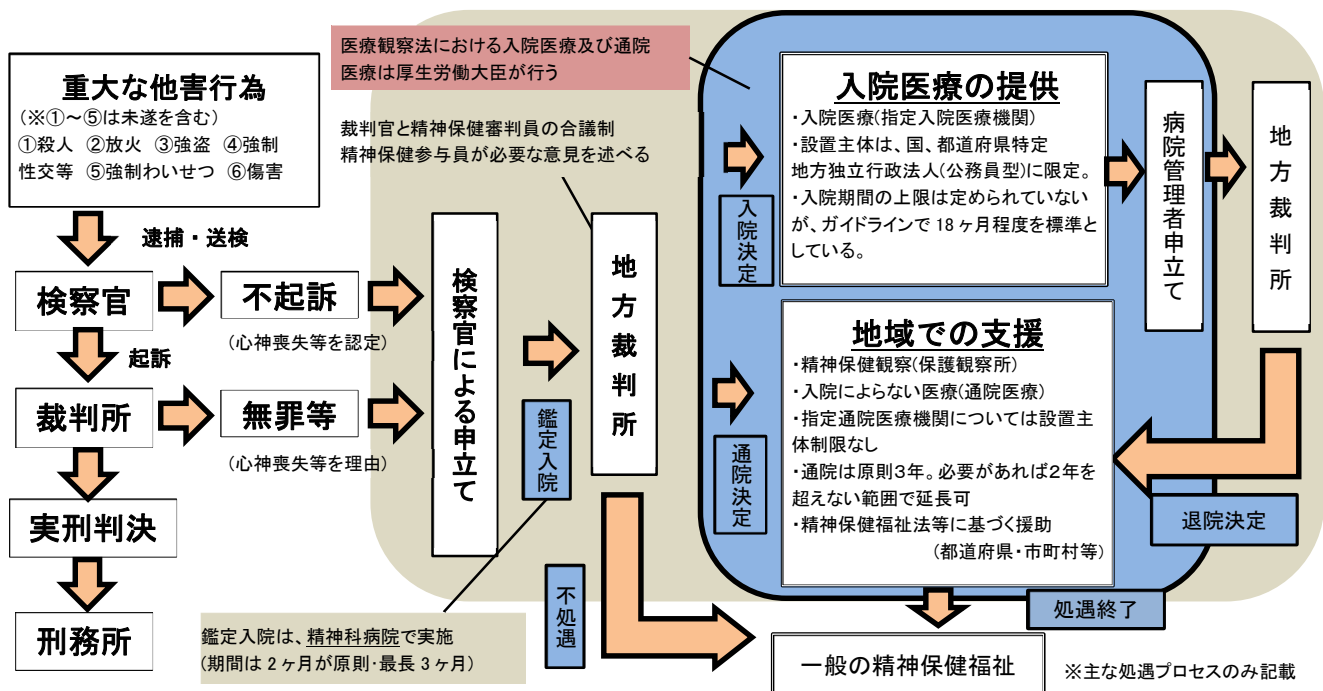 重大な他害行為
(※①~⑤は未遂を含む)
①殺人 ②放火 ③強盗 ④強制
性交等 ⑤強制わいせつ ⑥傷害
逮捕・送検
検察官
不起訴
(心神喪失等を認定)
起訴
裁判所
無罪等
(心神喪失等を理由)
実刑判決
刑務所
検察官による申立て
鑑定入院
鑑定入院は、精神科病院で実施
(期間は2ヶ月が原則・最長3ヶ月)
医療観察法における入院医療及び通院
医療は厚生労働大臣が行う
裁判官と精神保健審判員の合議制
精神保健参与員が必要な意見を述べる
地方裁判所
入院決定
通院決定
不処遇
入院医療の提供
・入院医療(指定入院医療機関)
・設置主体は、国、都道府県特定
地方独立行政法人(公務員型)に限定。
・入院期間の上限は定められていない
が、ガイドラインで18ヶ月程度を標準と
している。
病院管理者申立て
地方裁判所
退院決定
地域での支援
・精神保健観察(保護観察所)
・入院によらない医療(通院医療)
・指定通院医療機関については設置主
体制限なし
・通院は原則3年。必要があれば2年を
超えない範囲で延長可
・精神保健福祉法等に基づく援助
(都道府県・市町村等)
処遇終了
一般の精神保健福祉
※主な処遇プロセスのみ記載